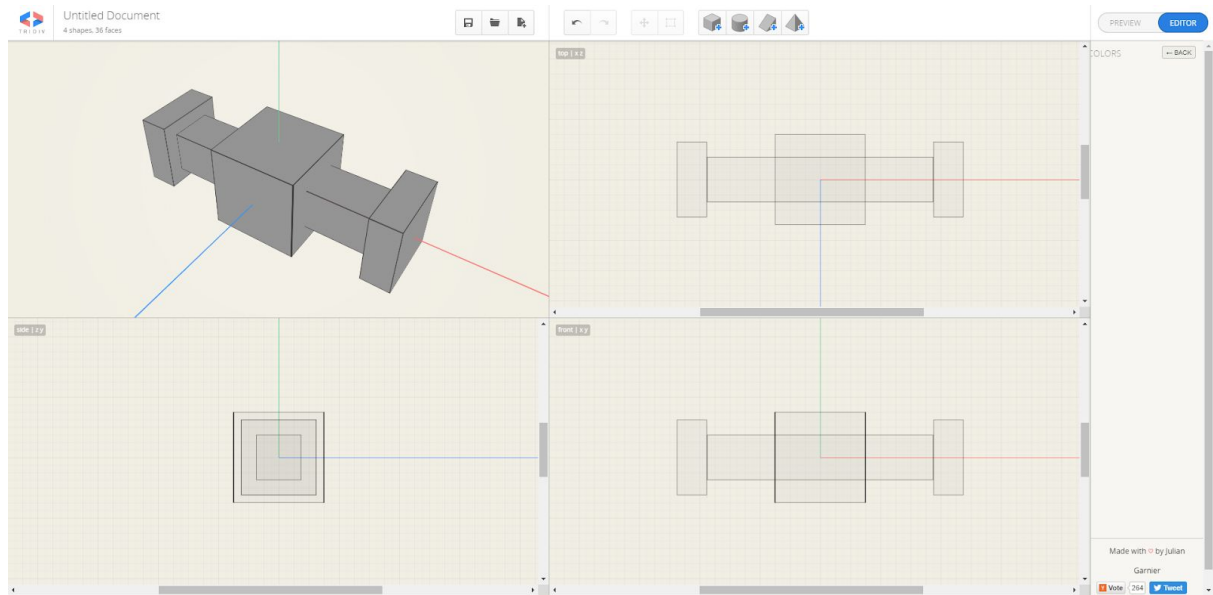 TRIDIV
Untitled Document
4 shapes, 36 faces
PREVIEW
EDITOR
top | x z
COLORS
← BACK
side | z y
front | x y
Made with ♡ by Julian
Garnier
Vote
264
Tweet